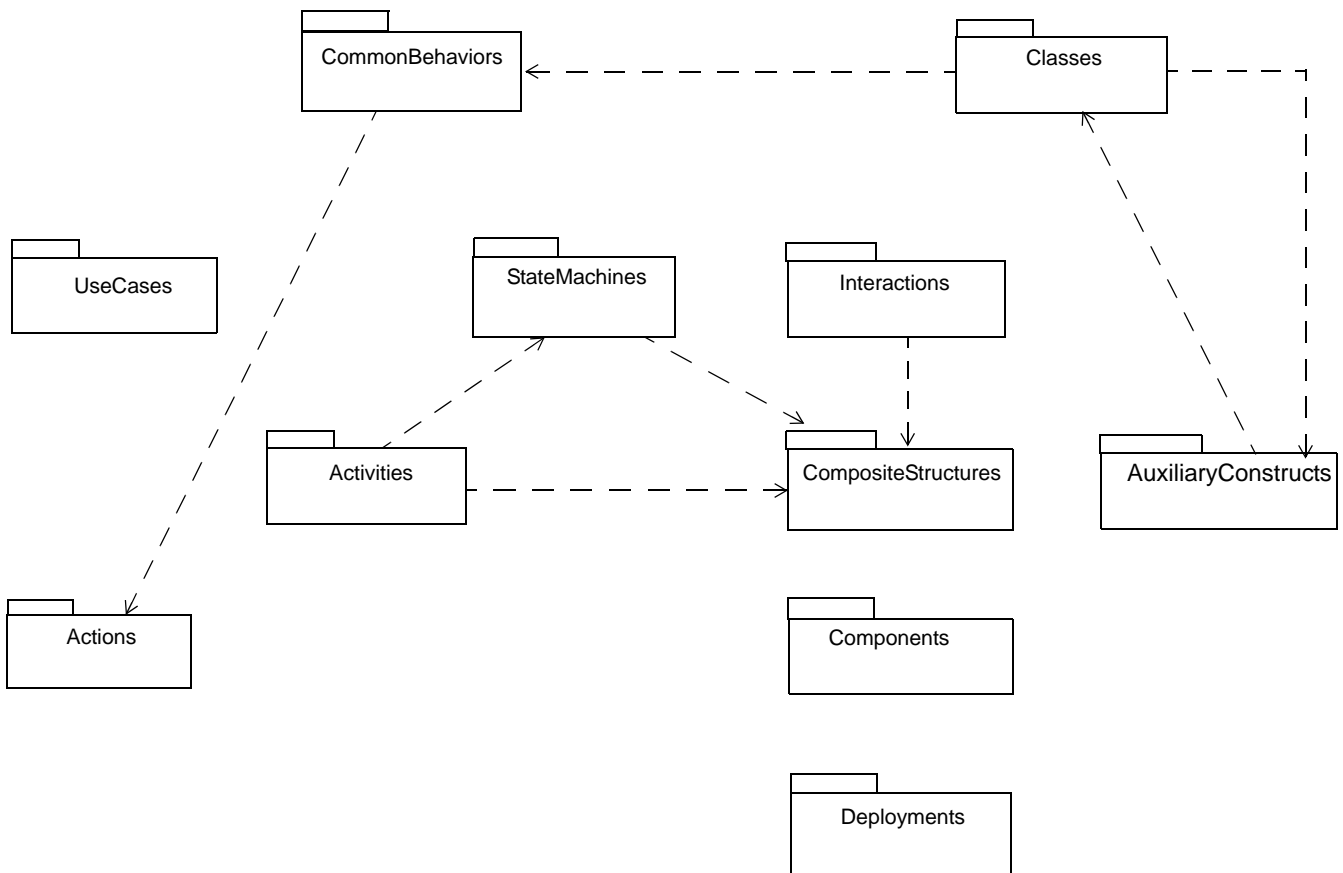 CommonBehaviors
Classes
UseCases
StateMachines
Interactions
Activities
CompositeStructures
AuxiliaryConstructs
Actions
Components
Deployments